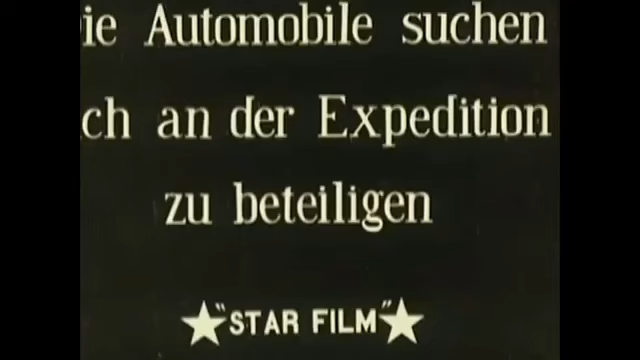 ie Automobile suchen
ch an der Expedition
zu beteiligen
★"STAR FILM"★